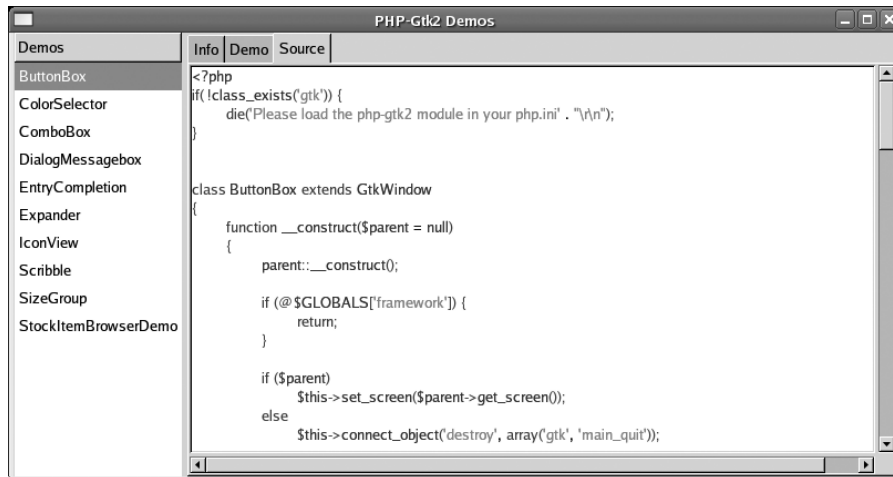 PHP-Gtk2 Demos
Demos
ButtonBox
ColorSelector
ComboBox
DialogMessagebox
EntryCompletion
Expander
IconView
Scribble
SizeGroup
StockItemBrowserDemo
Info Demo Source
<?php
if( !class_exists('gtk')) {
die('Please load the php-gtk2 module in your php.ini' . "\r\n");
}
class ButtonBox extends GtkWindow
{
function __construct($parent = null)
{
parent::__construct();
if (@$GLOBALS['framework']) {
return;
}
if ($parent)
$this->set_screen($parent->get_screen());
else
$this->connect_object('destroy', array('gtk', 'main_quit'));